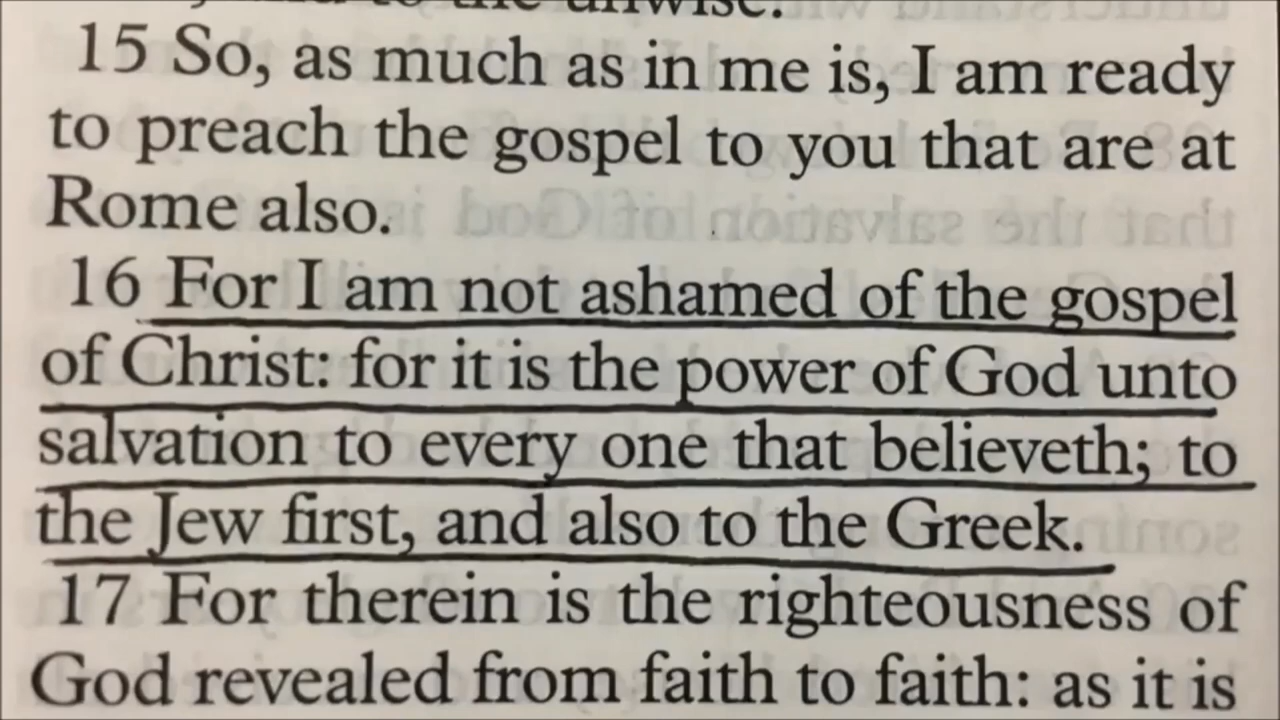 to the unwise.
15 So, as much as in me is, I am ready
to preach the gospel to you that are at
Rome also.
16 For I am not ashamed of the gospel
of Christ: for it is the power of God unto
salvation to every one that believeth; to
the Jew first, and also to the Greek.
17 For therein is the righteousness of
God revealed from faith to faith: as it is